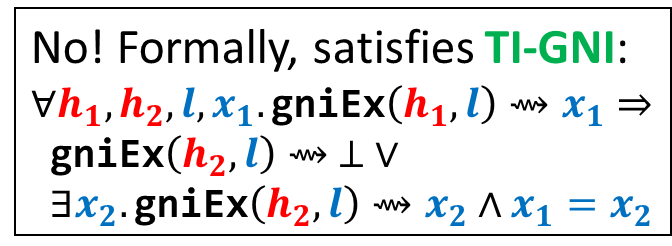 No! Formally, satisfies TI-GNI:
∀h₁, h₂, l, x₁. gniEx(h₁, l) ⇝ x₁ ⇒
gniEx(h₂, l) ⇝ ⊥ ∨
∃x₂. gniEx(h₂, l) ⇝ x₂ ∧ x₁ = x₂